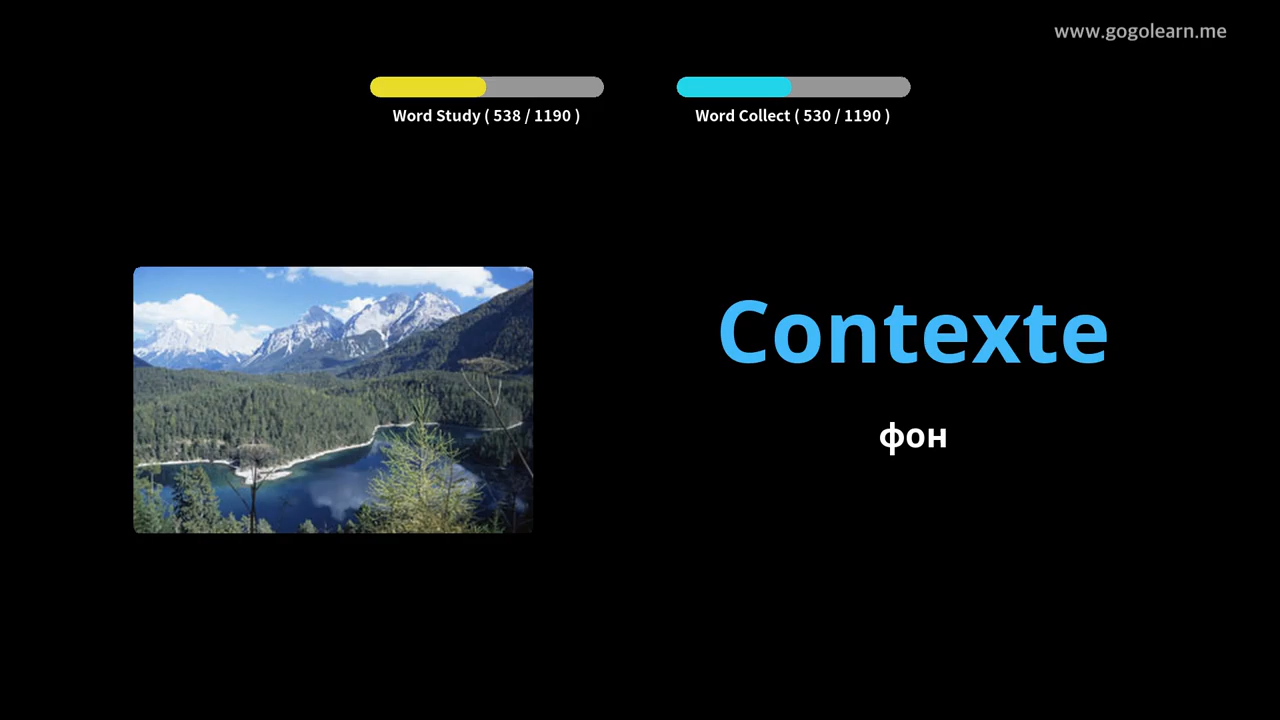 www.gogolearn.me
Word Study ( 538 / 1190 )
Word Collect ( 530 / 1190 )
Contexte
фон